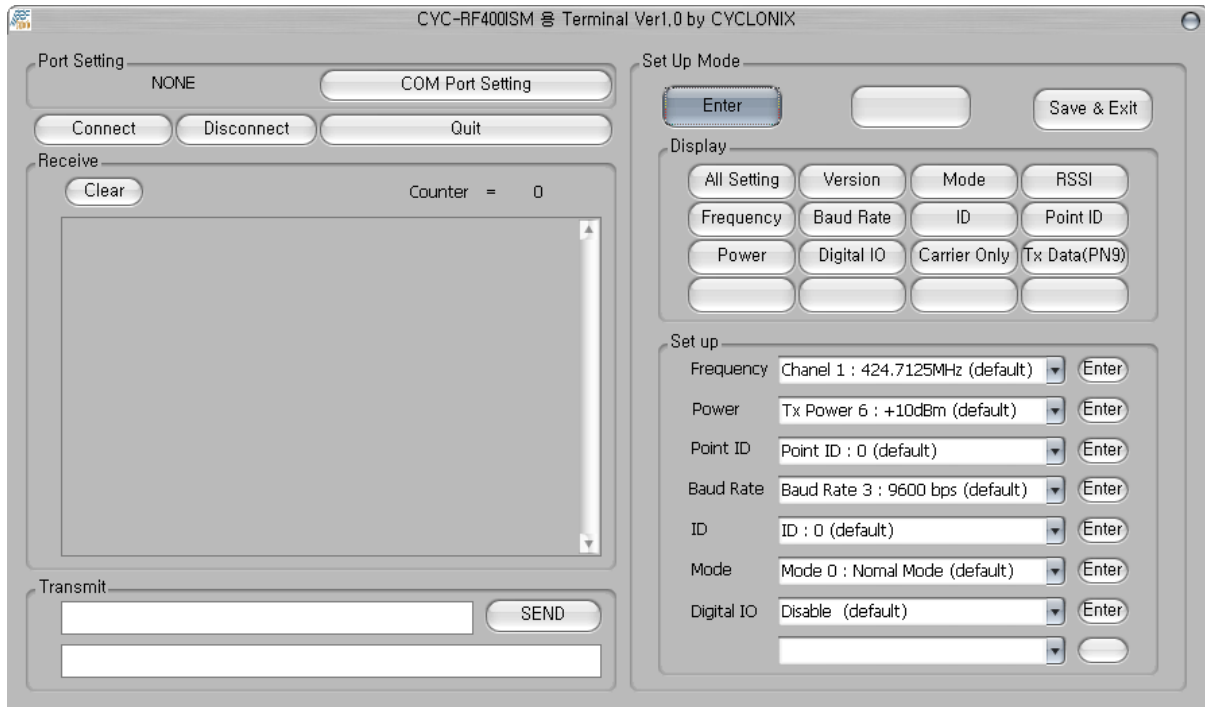 CYC-RF400ISM 용 Terminal Ver1,0 by CYCLONIX
Port Setting
NONE
COM Port Setting
Connect
Disconnect
Quit
Receive
Clear
Counter = 0
Transmit
SEND
Set Up Mode
Enter
Save & Exit
Display
All Setting
Version
Mode
RSSI
Frequency
Baud Rate
ID
Point ID
Power
Digital IO
Carrier Only
Tx Data(PN9)
Set up
Frequency Chanel 1 : 424.7125MHz (default) Enter
Power Tx Power 6 : +10dBm (default) Enter
Point ID Point ID : 0 (default) Enter
Baud Rate Baud Rate 3 : 9600 bps (default) Enter
ID ID : 0 (default) Enter
Mode Mode 0 : Nomal Mode (default) Enter
Digital IO Disable (default) Enter